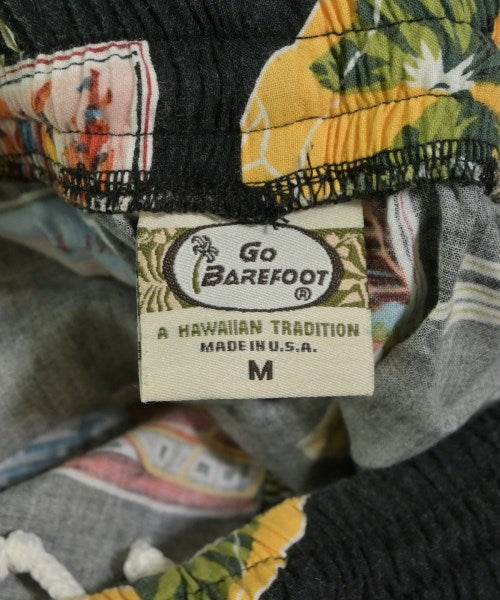 Go
BAREFOOT
®
A HAWAIIAN TRADITION
MADE IN U.S.A.
M